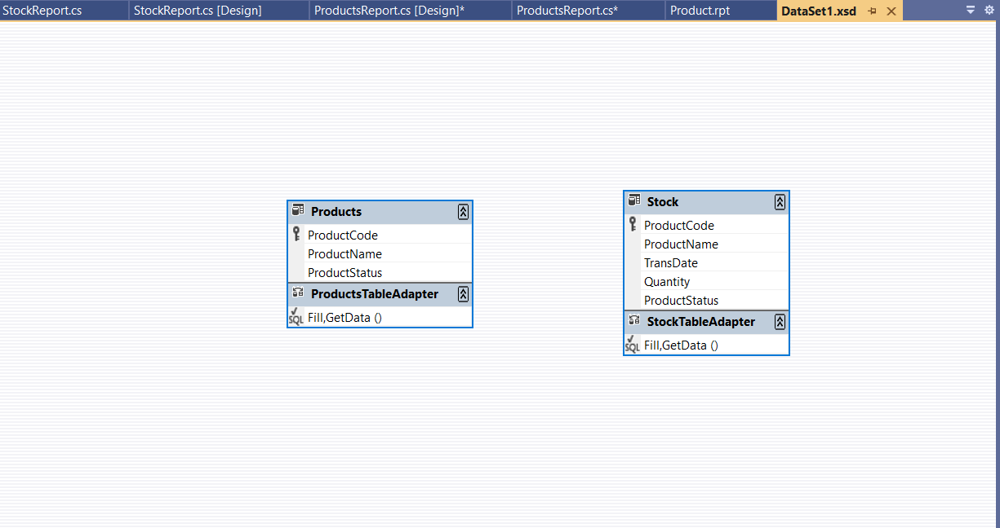 StockReport.cs
StockReport.cs [Design]
ProductsReport.cs [Design]*
ProductsReport.cs*
Product.rpt
DataSet1.xsd
Products
ProductCode
ProductName
ProductStatus
ProductsTableAdapter
SQL Fill,GetData ()
Stock
ProductCode
ProductName
TransDate
Quantity
ProductStatus
StockTableAdapter
SQL Fill,GetData ()